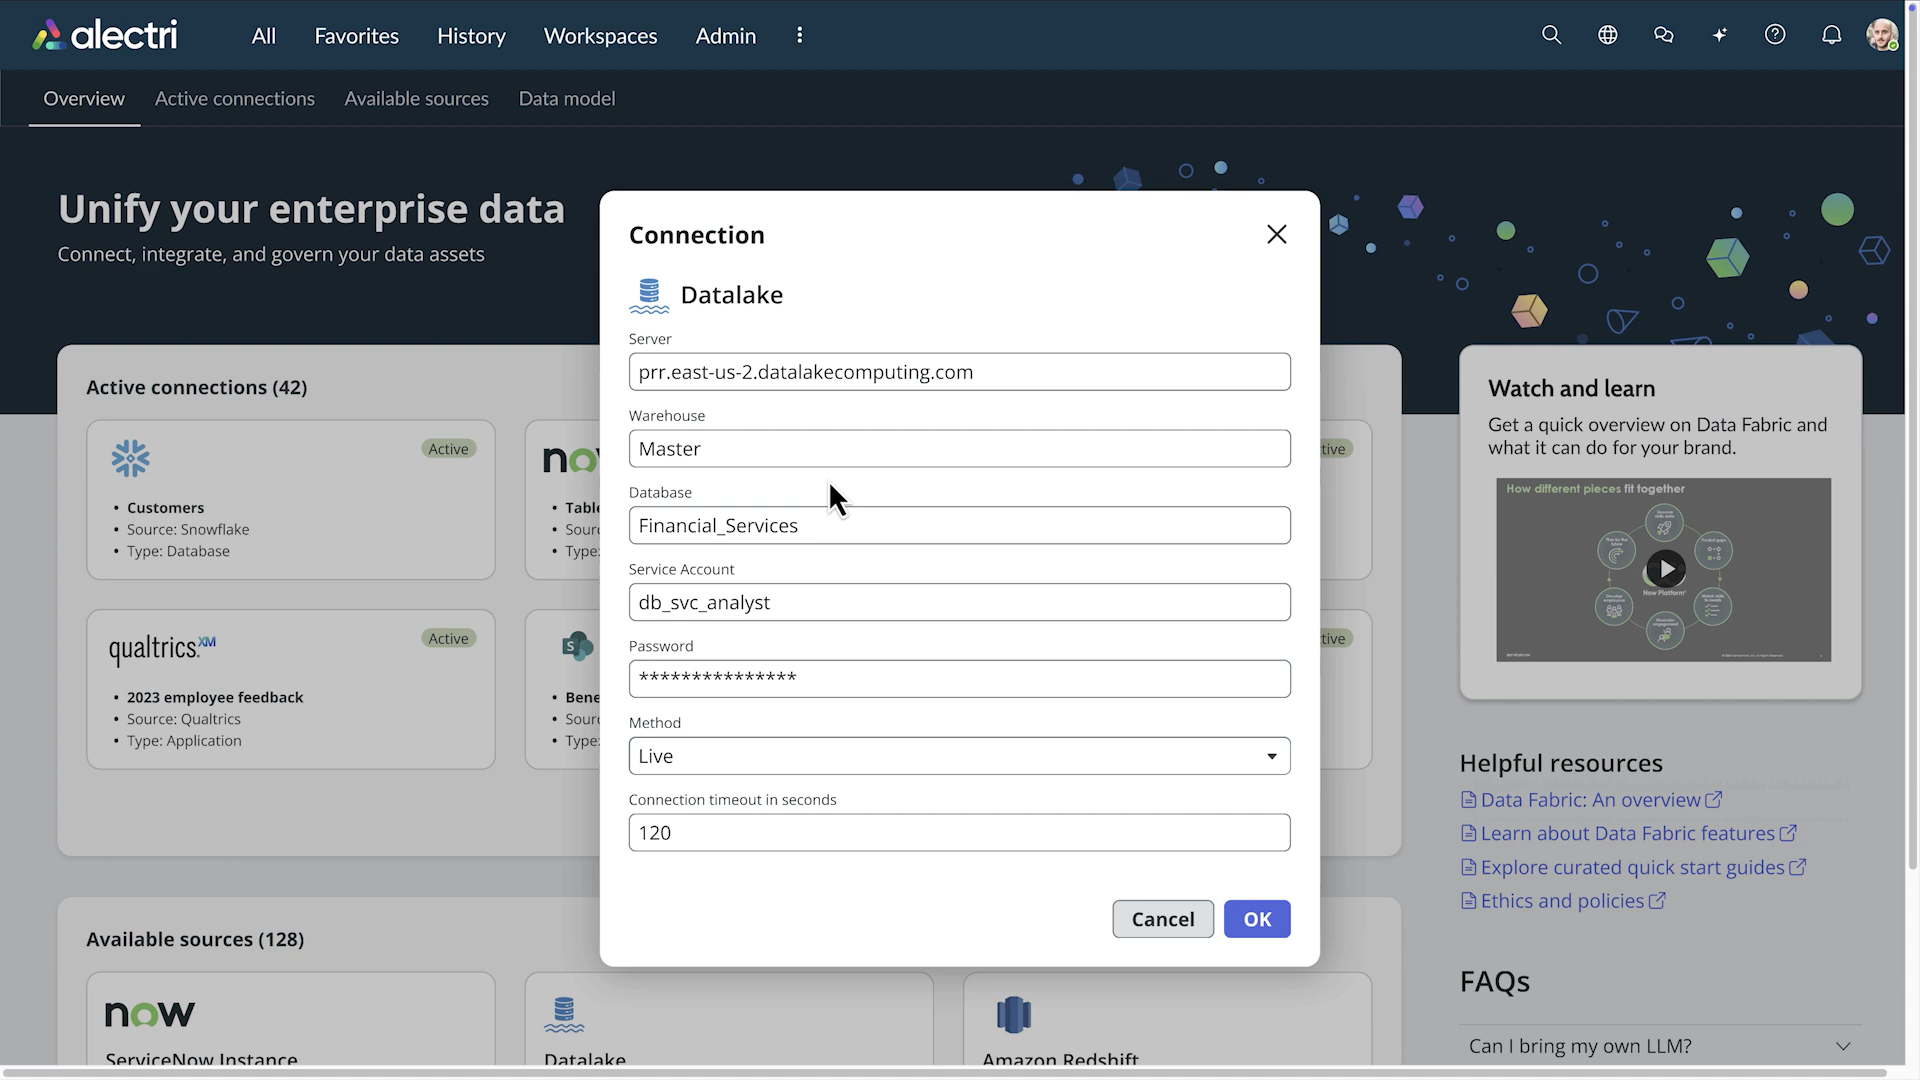 alectri
All Favorites History Workspaces Admin
Overview Active connections Available sources Data model
Unify your enterprise data
Connect, integrate, and govern your data assets
Connection
Datalake
Server
prr.east-us-2.datalakecomputing.com
Warehouse
Master
Database
Financial_Services
Service Account
db_svc_analyst
Password
***************
Method
Live
Connection timeout in seconds
120
Cancel OK
Active connections (42)
Active
• Customers
• Source: Snowflake
• Type: Database
qualtrics.XM
Active
• 2023 employee feedback
• Source: Qualtrics
• Type: Application
Available sources (128)
now
ServiceNow Instance
Datalake
Amazon Redshift
Watch and learn
Get a quick overview on Data Fabric and
what it can do for your brand.
How different pieces fit together
Now Platform
Helpful resources
Data Fabric: An overview
Learn about Data Fabric features
Explore curated quick start guides
Ethics and policies
FAQs
Can I bring my own LLM?